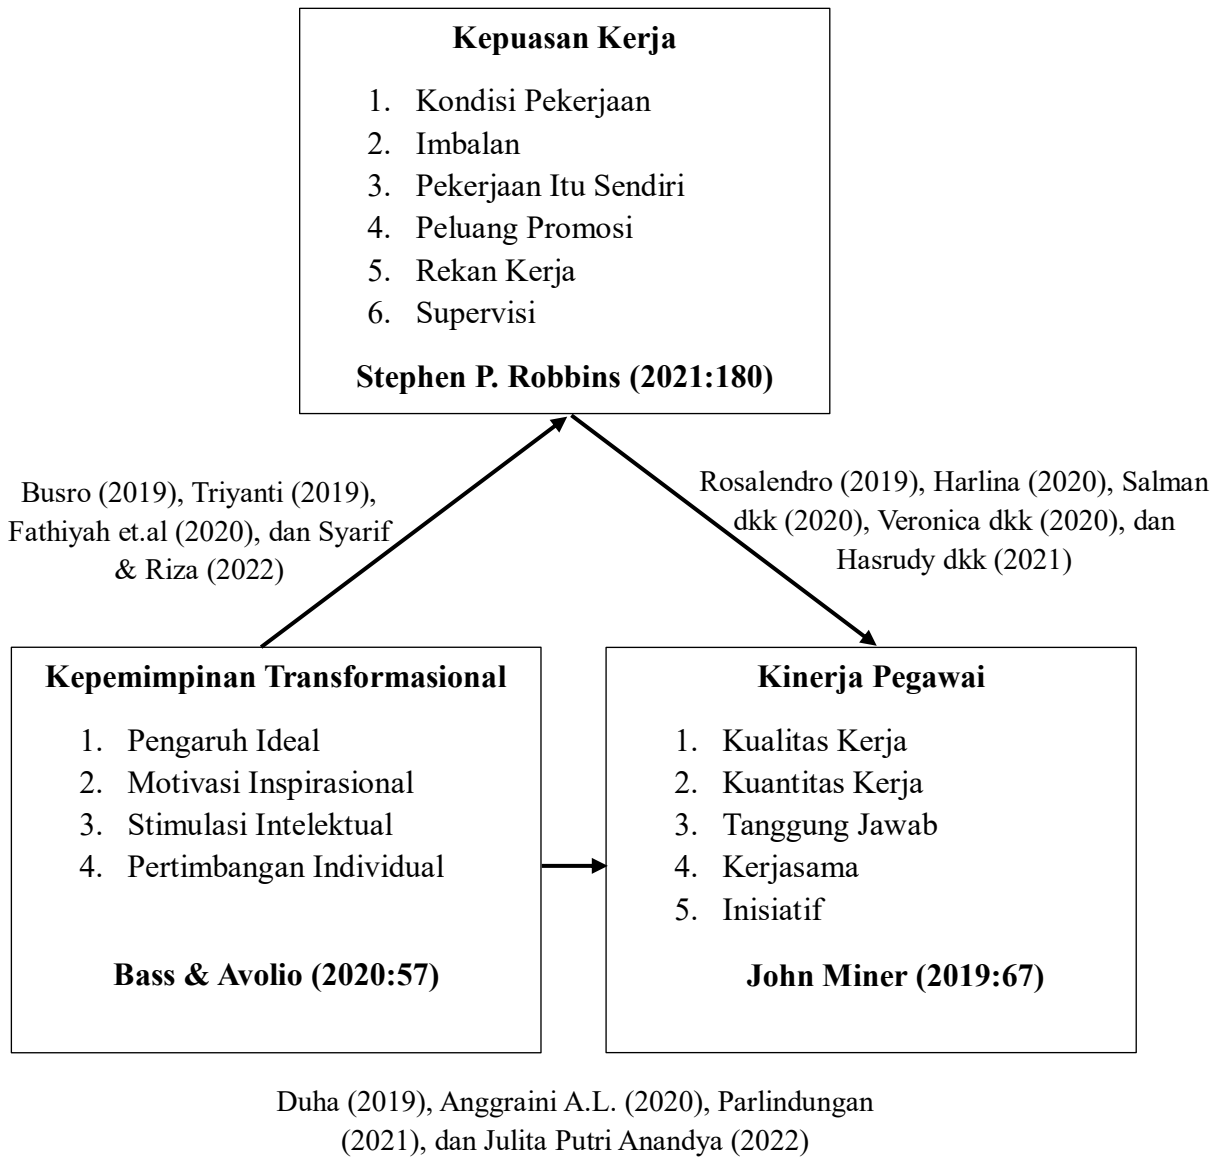 Kepuasan Kerja
1. Kondisi Pekerjaan
2. Imbalan
3. Pekerjaan Itu Sendiri
4. Peluang Promosi
5. Rekan Kerja
6. Supervisi
Stephen P. Robbins (2021:180)
Busro (2019), Triyanti (2019),
Fathiyah et.al (2020), dan Syarif
& Riza (2022)
Rosalendro (2019), Harlina (2020), Salman
dkk (2020), Veronica dkk (2020), dan
Hasrudy dkk (2021)
Kepemimpinan Transformasional
1. Pengaruh Ideal
2. Motivasi Inspirasional
3. Stimulasi Intelektual
4. Pertimbangan Individual
Bass & Avolio (2020:57)
Kinerja Pegawai
1. Kualitas Kerja
2. Kuantitas Kerja
3. Tanggung Jawab
4. Kerjasama
5. Inisiatif
John Miner (2019:67)
Duha (2019), Anggraini A.L. (2020), Parlindungan
(2021), dan Julita Putri Anandya (2022)